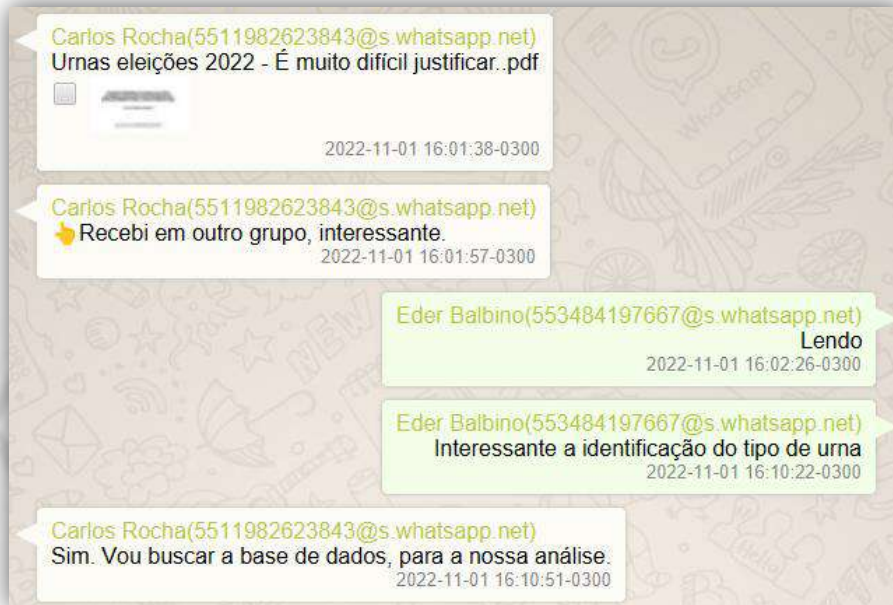 Carlos Rocha(5511982623843@s.whatsapp.net)
Urnas eleições 2022 - É muito difícil justificar..pdf
2022-11-01 16:01:38-0300
Carlos Rocha(5511982623843@s.whatsapp.net)
👆Recebi em outro grupo, interessante.
2022-11-01 16:01:57-0300
Eder Balbino(553484197667@s.whatsapp.net)
Lendo
2022-11-01 16:02:26-0300
Eder Balbino(553484197667@s.whatsapp.net)
Interessante a identificação do tipo de urna
2022-11-01 16:10:22-0300
Carlos Rocha(5511982623843@s.whatsapp.net)
Sim. Vou buscar a base de dados, para a nossa análise.
2022-11-01 16:10:51-0300